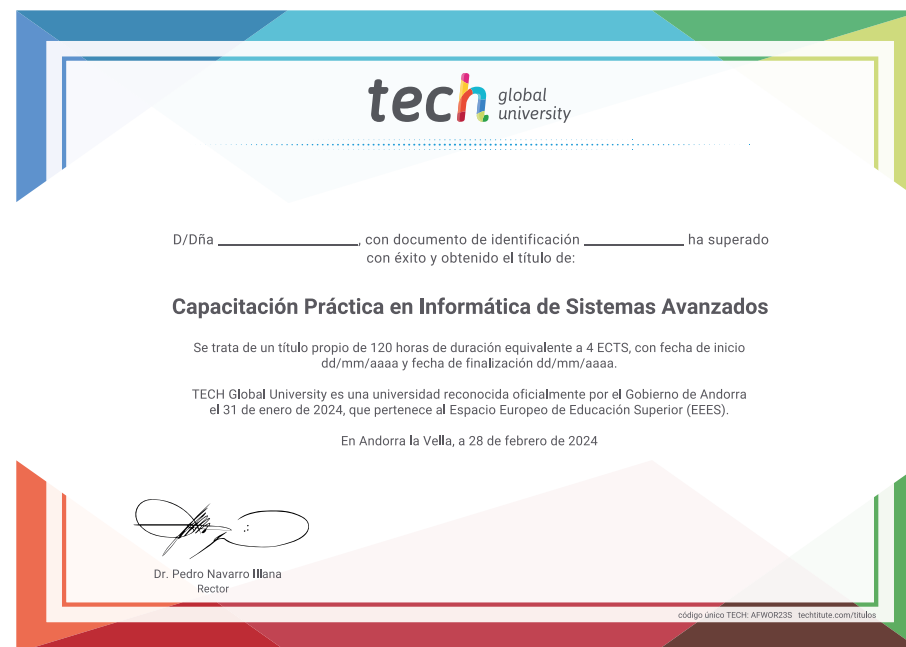 tech global university
D/Dña ____________________, con documento de identificación ______________ ha superado
con éxito y obtenido el título de:
Capacitación Práctica en Informática de Sistemas Avanzados
Se trata de un título propio de 120 horas de duración equivalente a 4 ECTS, con fecha de inicio
dd/mm/aaaa y fecha de finalización dd/mm/aaaa.
TECH Global University es una universidad reconocida oficialmente por el Gobierno de Andorra
el 31 de enero de 2024, que pertenece al Espacio Europeo de Educación Superior (EEES).
En Andorra la Vella, a 28 de febrero de 2024
Dr. Pedro Navarro Illana
Rector
código único TECH: AFWOR23S techtitute.com/titulos